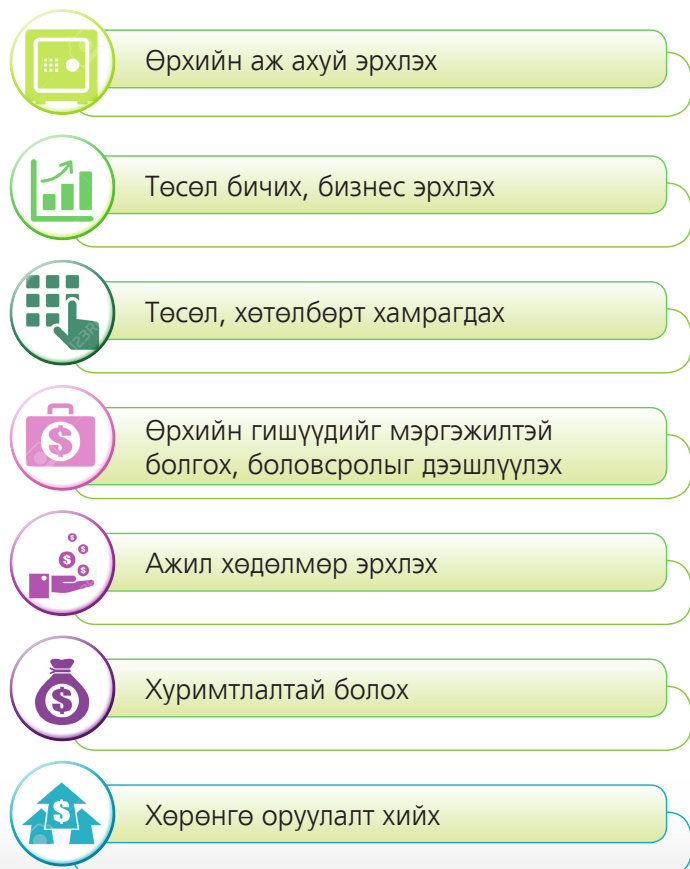 Өрхийн аж ахуй эрхлэх
Төсөл бичих, бизнес эрхлэх
Төсөл, хөтөлбөрт хамрагдах
Өрхийн гишүүдийг мэргэжилтэй
болгох, боловсролыг дээшлүүлэх
Ажил хөдөлмөр эрхлэх
Хуримтлалтай болох
Хөрөнгө оруулалт хийх